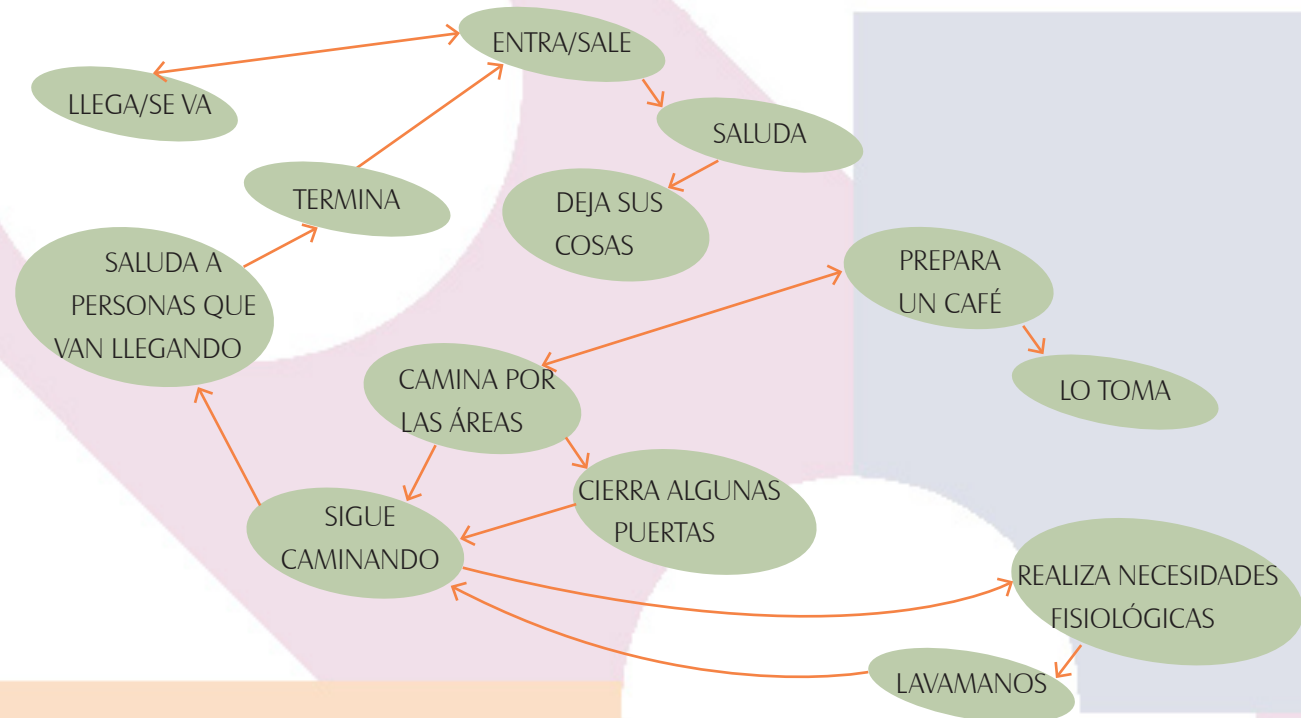 ENTRA/SALE
LLEGA/SE VA
SALUDA
TERMINA
DEJA SUS
COSAS
SALUDA A
PERSONAS QUE
VAN LLEGANDO
PREPARA
UN CAFÉ
CAMINA POR
LAS ÁREAS
LO TOMA
CIERRA ALGUNAS
PUERTAS
SIGUE
CAMINANDO
REALIZA NECESIDADES
FISIOLÓGICAS
LAVAMANOS